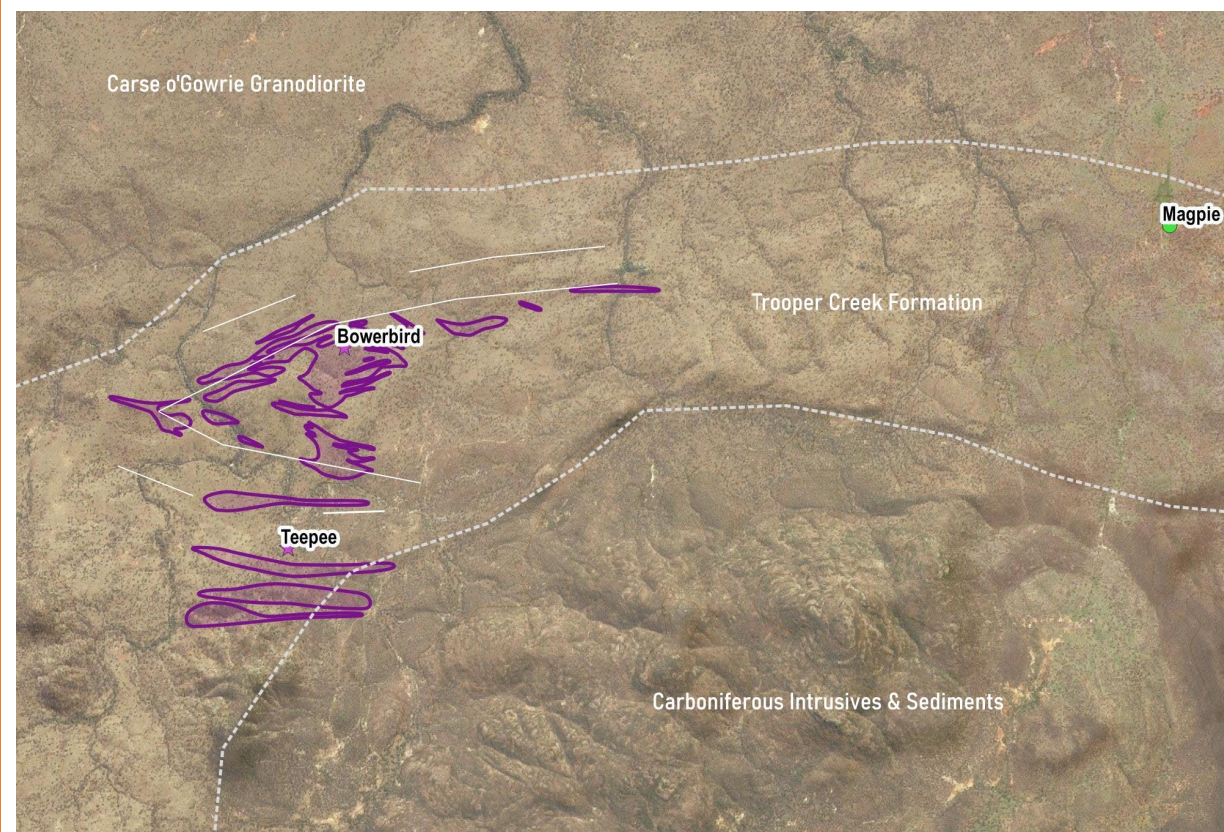 Carse o'Gowrie Granodiorite
Magpie
Trooper Creek Formation
Bowerbird
Teepee
Carboniferous Intrusives & Sediments